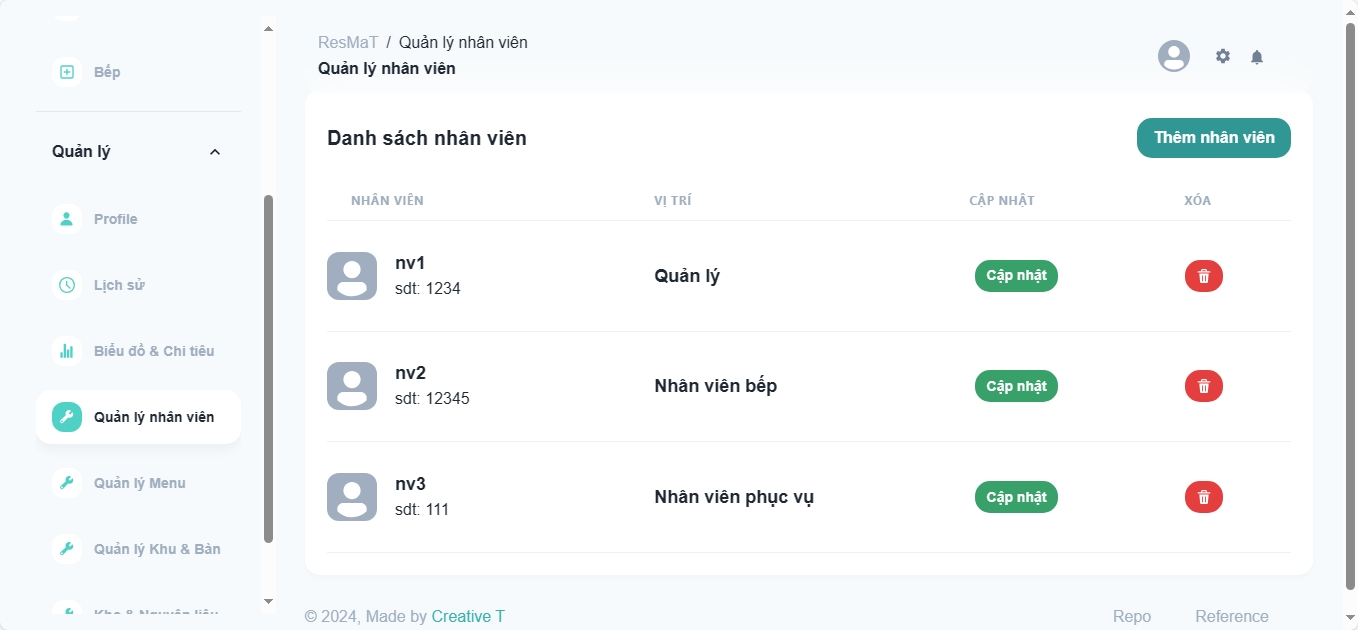 Bếp
Quản lý
Profile
Lịch sử
Biểu đồ & Chi tiêu
Quản lý nhân viên
Quản lý Menu
Quản lý Khu & Bàn
Kho & Nguyên liệu
ResMaT / Quản lý nhân viên
Quản lý nhân viên
Danh sách nhân viên
Thêm nhân viên
NHÂN VIÊN VỊ TRÍ CẬP NHẬT XÓA
nv1
sdt: 1234
Quản lý
Cập nhật
nv2
sdt: 12345
Nhân viên bếp
Cập nhật
nv3
sdt: 111
Nhân viên phục vụ
Cập nhật
© 2024, Made by Creative T
Repo Reference